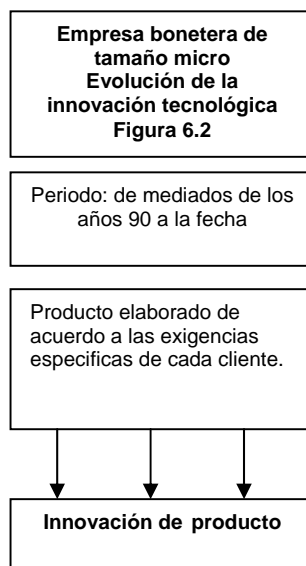 Empresa bonetera de
tamaño micro
Evolución de la
innovación tecnológica
Figura 6.2
Periodo: de mediados de los
años 90 a la fecha
Producto elaborado de
acuerdo a las exigencias
especificas de cada cliente.
Innovación de producto